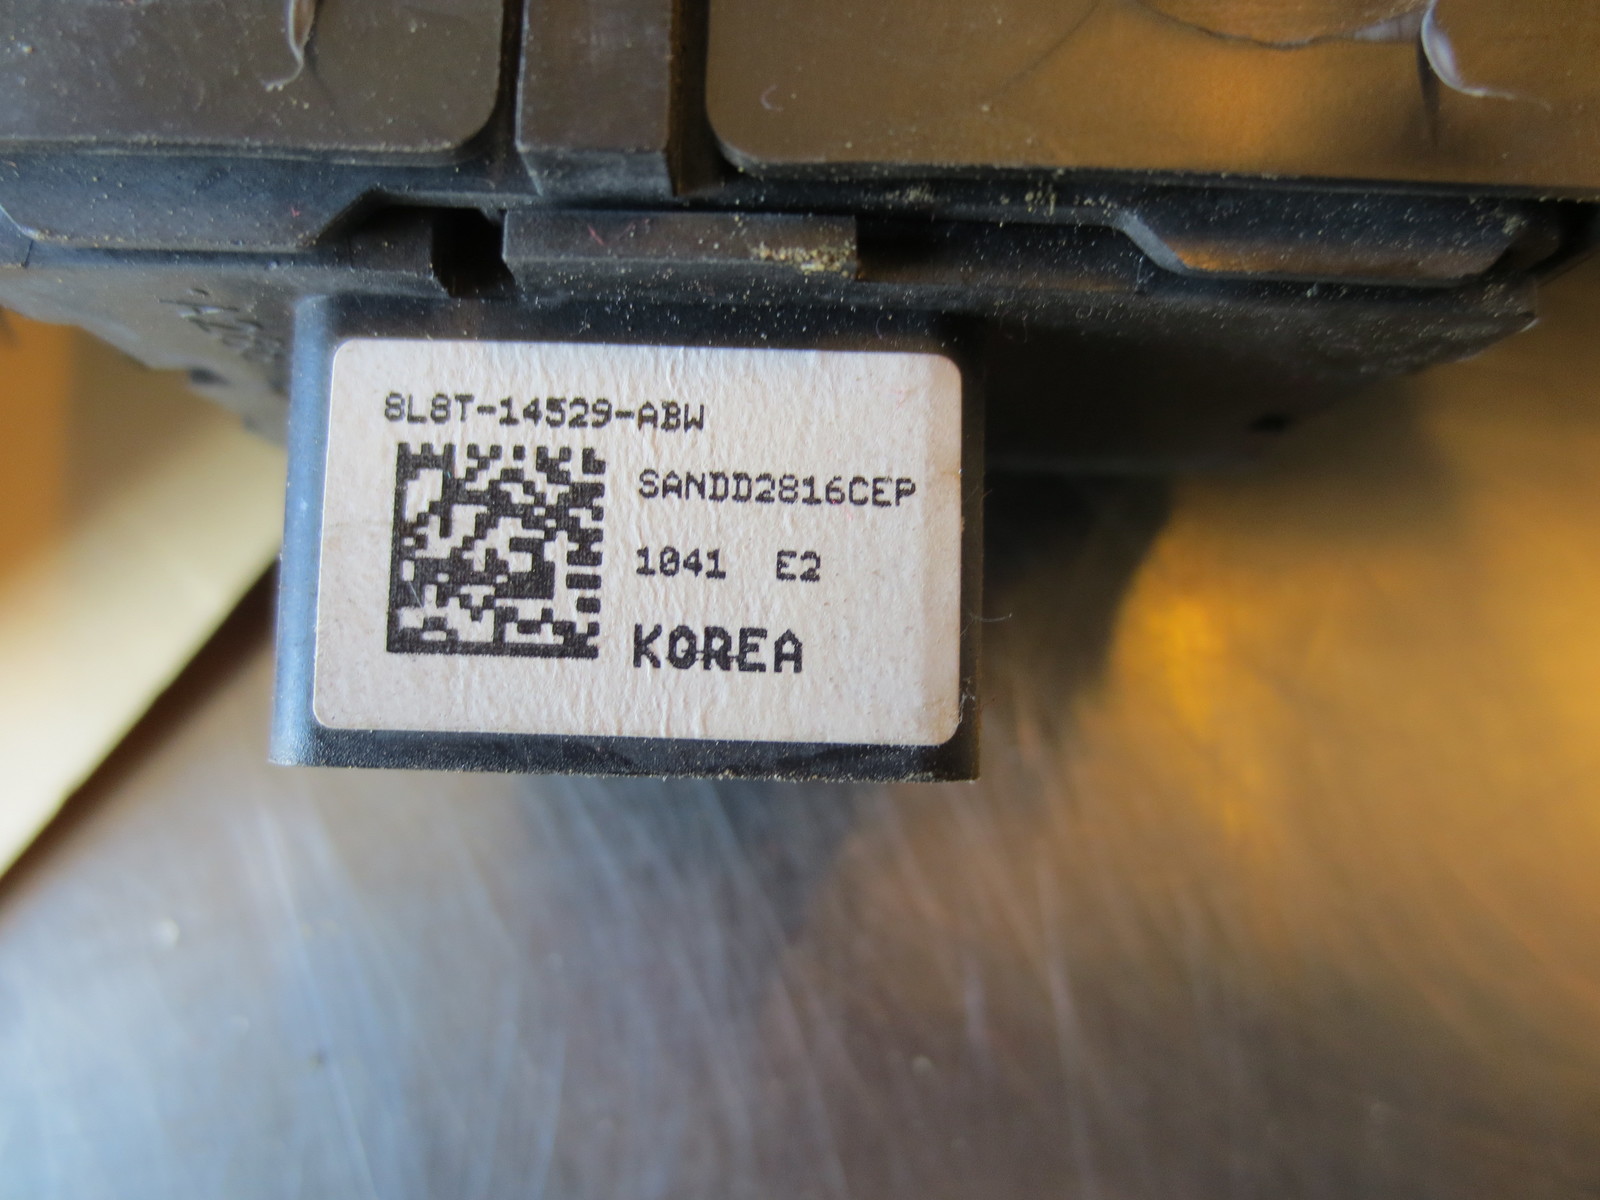 8L8T-14529-ABW
SANDD2816CEP
1041 E2
KOREA